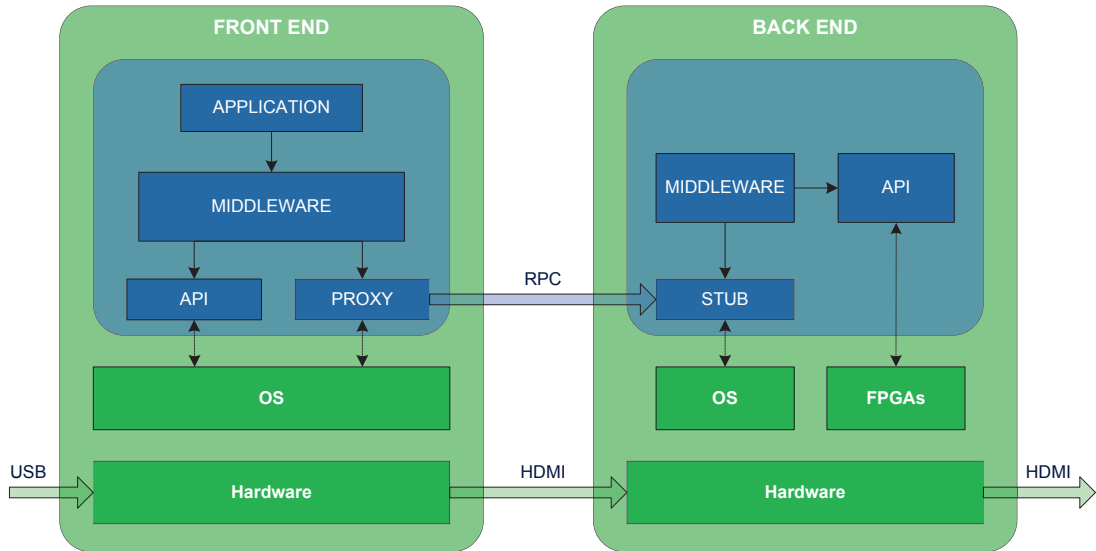 FRONT END
BACK END
APPLICATION
MIDDLEWARE
API
PROXY
RPC
MIDDLEWARE
API
STUB
OS
OS
FPGAs
USB
Hardware
HDMI
Hardware
HDMI